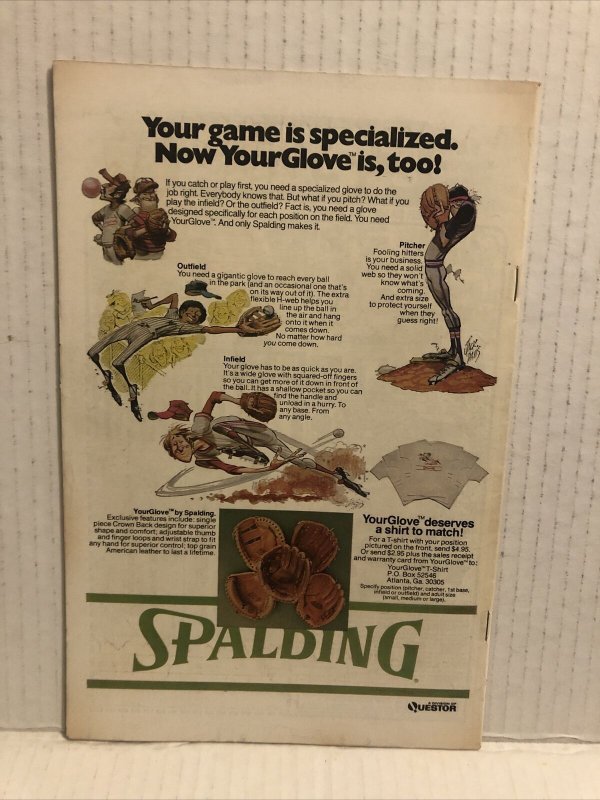 Your game is specialized.
Now YourGlove™ is, too!
If you catch or play first, you need a specialized glove to do the
job right. Everybody knows that. But what if you pitch? What if you
play the infield? Or the outfield? Fact is, you need a glove
designed specifically for each position on the field. You need
YourGlove™. And only Spalding makes it.
Pitcher
Fooling hitters
is your business.
You need a solid
web so they won't
know what's
coming.
And extra size
to protect yourself
when they
guess right!
Outfield
You need a gigantic glove to reach every ball
in the park (and an occasional one that's
on its way out of it). The extra
flexible H-web helps you
line up the ball in
the air and hang
onto it when it
comes down.
No matter how hard
you come down.
Infield
Your glove has to be as quick as you are.
It's a wide glove with squared-off fingers
so you can get more of it down in front of
the ball. It has a shallow pocket so you can
find the handle and
unload in a hurry. To
any base. From
any angle.
YourGlove™ by Spalding.
Exclusive features include: single
piece Crown Back design for superior
shape and comfort; adjustable thumb
and finger loops and wrist strap to fit
any hand for superior control; top grain
American leather to last a lifetime.
YourGlove™ deserves
a shirt to match!
For a T-shirt with your position
pictured on the front, send $4.95.
Or send $2.95 plus the sales receipt
and warranty card from YourGlove™ to:
YourGlove™ T-Shirt
P.O. Box 52548
Atlanta, Ga. 30305
Specify position (pitcher, catcher, 1st base,
infield or outfield) and adult size
(small, medium or large).
SPALDING
A DIVISION OF
QUESTOR